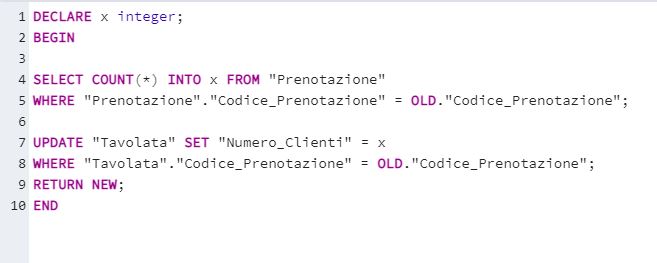 1 DECLARE x integer;
2 BEGIN
3
4 SELECT COUNT(*) INTO x FROM "Prenotazione"
5 WHERE "Prenotazione"."Codice_Prenotazione" = OLD."Codice_Prenotazione";
6
7 UPDATE "Tavolata" SET "Numero_Clienti" = x
8 WHERE "Tavolata"."Codice_Prenotazione" = OLD."Codice_Prenotazione";
9 RETURN NEW;
10 END